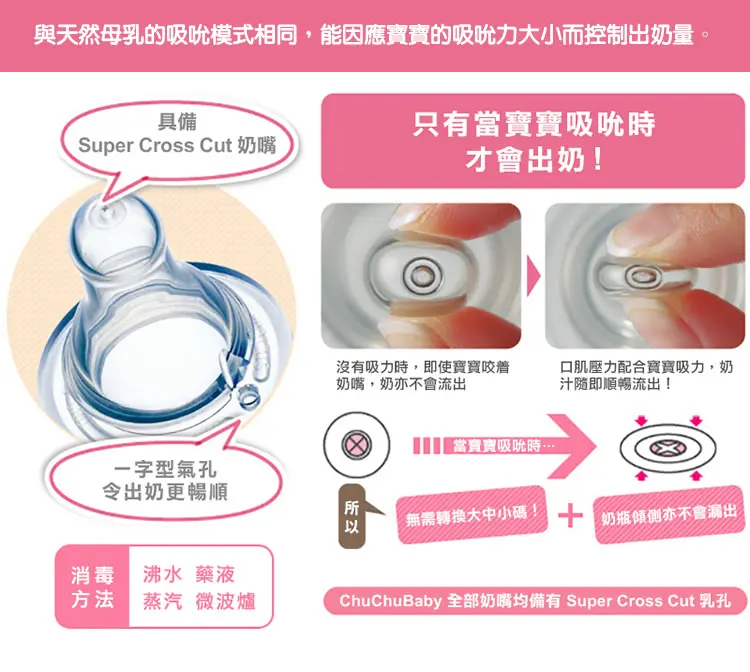 與天然母乳的吸吮模式相同，能因應寶寶的吸吮力大小而控制出奶量。
具備
Super Cross Cut 奶嘴
一字型氣孔
令出奶更暢順
消毒
方法
沸水 藥液
蒸汽 微波爐
只有當寶寶吸吮時
才會出奶！
沒有吸力時，即使寶寶咬着
奶嘴，奶亦不會流出
口肌壓力配合寶寶吸力，奶
汁隨即順暢流出！
當寶寶吸吮時…
所
以
無需轉換大中小碼！
+
奶瓶傾側亦不會漏出
ChuChuBaby 全部奶嘴均備有 Super Cross Cut 乳孔